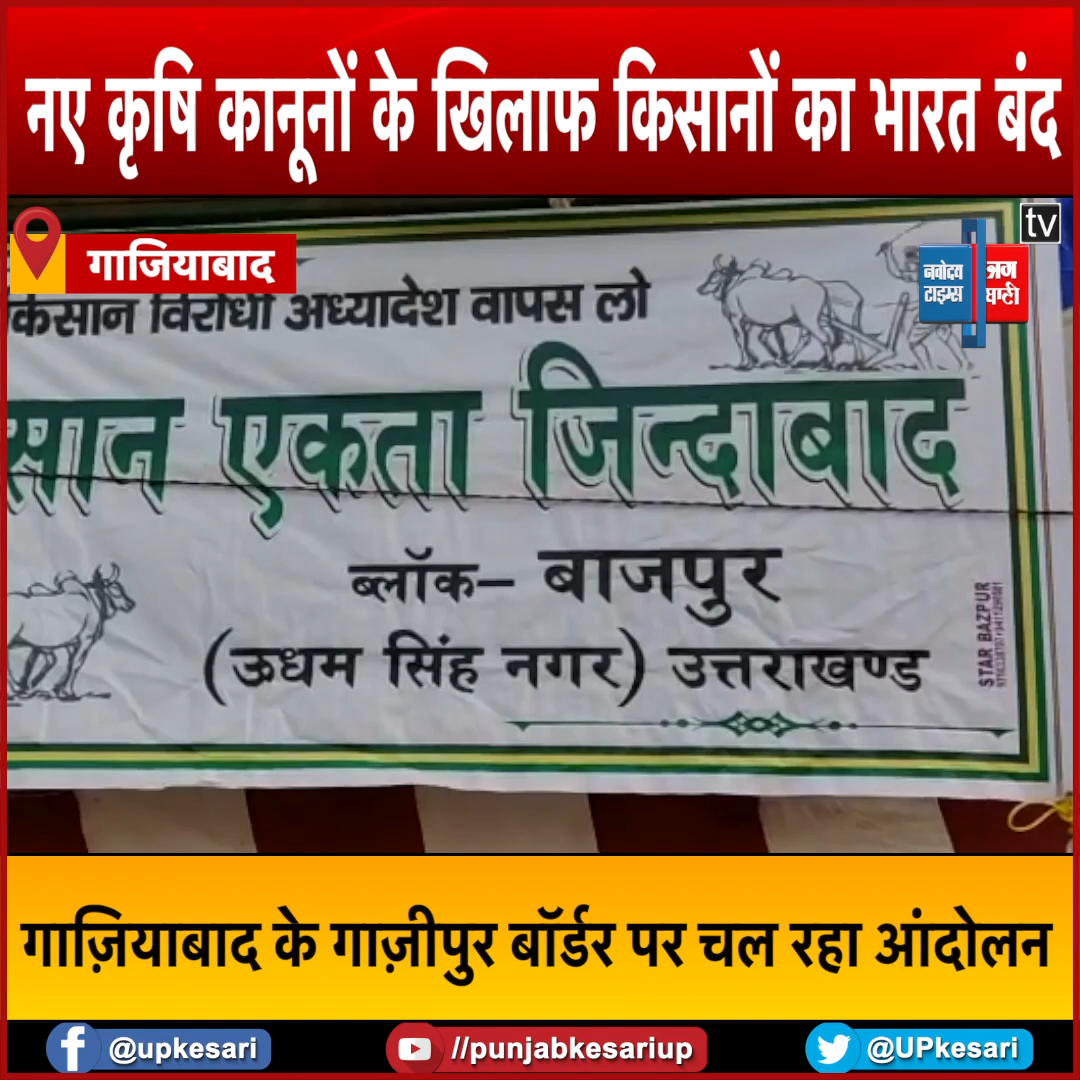 नए कृषि कानूनों के खिलाफ किसानों का भारत बंद
tv
गाजियाबाद
नवोदय टाइम्स
जग बाणी
किसान विरोधी अध्यादेश वापस लो
सान एकता जिन्दाबाद
ब्लॉक- बाजपुर
(ऊधम सिंह नगर) उत्तराखण्ड
STAR BAZPUR
गाज़ियाबाद के गाज़ीपुर बॉर्डर पर चल रहा आंदोलन
@upkesari
//punjabkesariup
@UPkesari